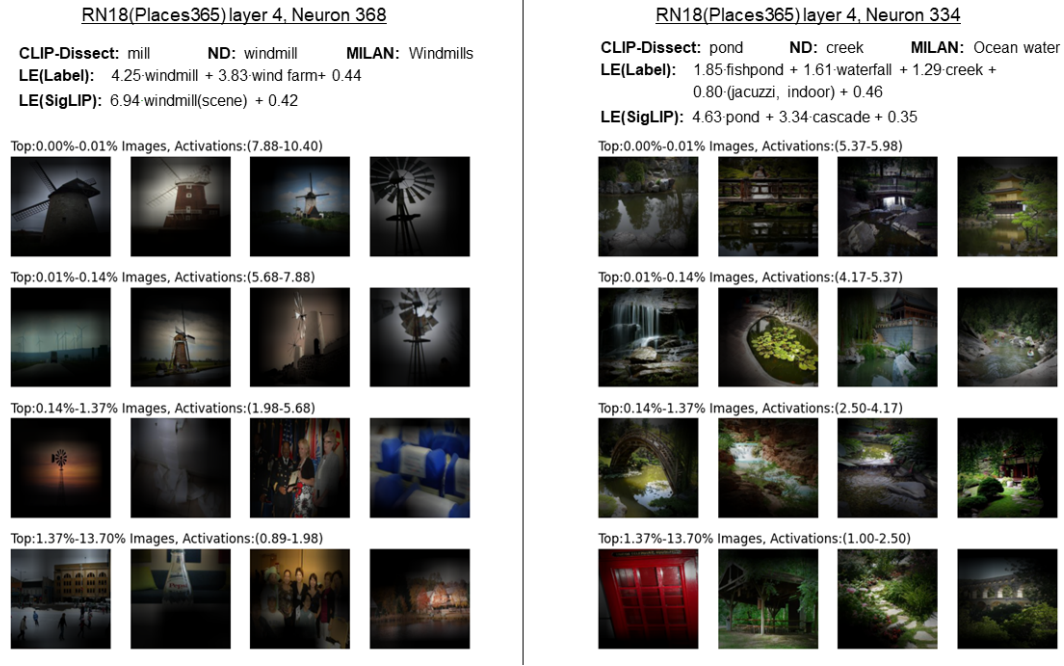 RN18(Places365) layer 4, Neuron 368
CLIP-Dissect: mill ND: windmill MILAN: Windmills
LE(Label): 4.25·windmill + 3.83·wind farm+ 0.44
LE(SigLIP): 6.94·windmill(scene) + 0.42
Top:0.00%-0.01% Images, Activations:(7.88-10.40)
Top:0.01%-0.14% Images, Activations:(5.68-7.88)
Top:0.14%-1.37% Images, Activations:(1.98-5.68)
Top:1.37%-13.70% Images, Activations:(0.89-1.98)
RN18(Places365) layer 4, Neuron 334
CLIP-Dissect: pond ND: creek MILAN: Ocean water
LE(Label): 1.85·fishpond + 1.61·waterfall + 1.29·creek +
0.80·(jacuzzi, indoor) + 0.46
LE(SigLIP): 4.63·pond + 3.34·cascade + 0.35
Top:0.00%-0.01% Images, Activations:(5.37-5.98)
Top:0.01%-0.14% Images, Activations:(4.17-5.37)
Top:0.14%-1.37% Images, Activations:(2.50-4.17)
Top:1.37%-13.70% Images, Activations:(1.00-2.50)